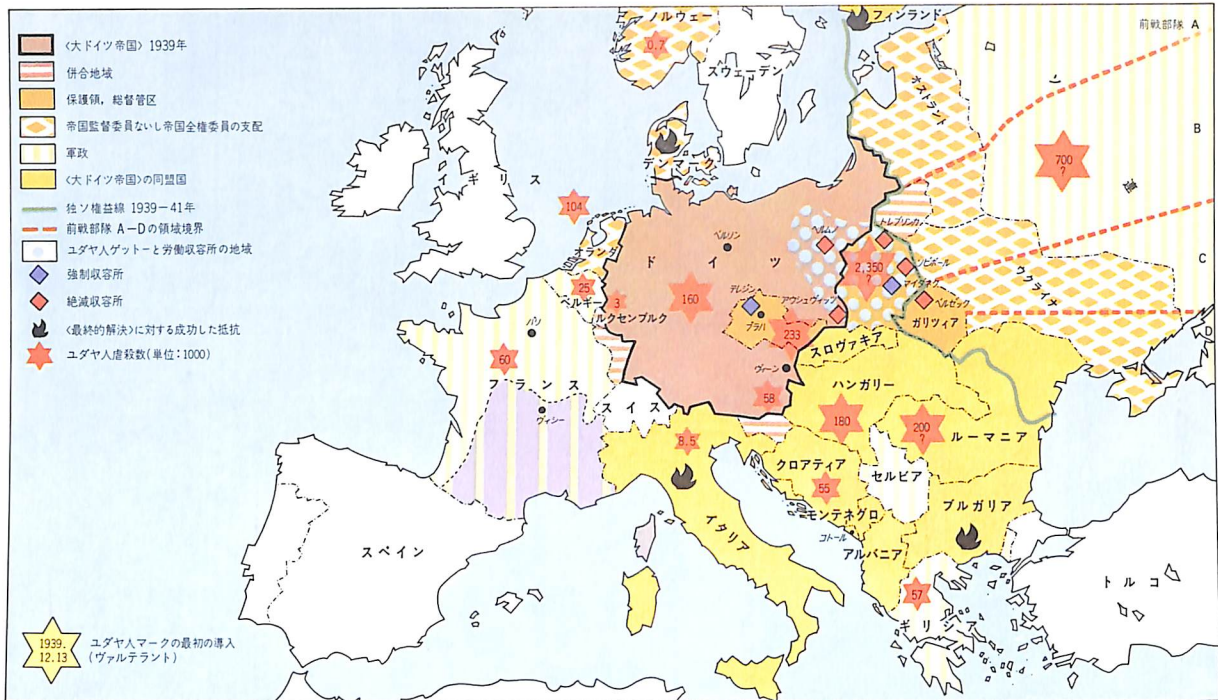 〈大ドイツ帝国〉1939年
併合地域
保護領，総督管区
帝国監督委員ないし帝国全権委員の支配
軍政
〈大ドイツ帝国〉の同盟国
独ソ権益線 1939−41年
前戦部隊 A−Dの領域境界
ユダヤ人ゲットーと労働収容所の地域
強制収容所
絶滅収容所
〈最終的解決〉に対する成功した抵抗
ユダヤ人虐殺数(単位：1000)
1939.
12.13
ユダヤ人マークの最初の導入
(ヴァルテラント)
ノルウェー
0.7
スウェーデン
フィンランド
前戦部隊 A
B
C
D
ソ
連
700
?
オストラント
ウクライナ
イギリス
デンマーク
104
オランダ
25
ベルギー
3
ルクセンブルク
ベルリン
ドイツ
160
ヘルムノ
トレブリンカ
2,350
?
ソビボール
マイダネク
ベルゼック
ガリツィア
テレジン
プラハ
アウシュヴィッツ
233
ヴィーン
58
スロヴァキア
パリ
60
フランス
ヴィシー
スイス
ハンガリー
180
200
?
ルーマニア
8.5
クロアティア
55
セルビア
モンテネグロ
コトール
ブルガリア
イタリア
アルバニア
57
ギリシア
スペイン
トルコ